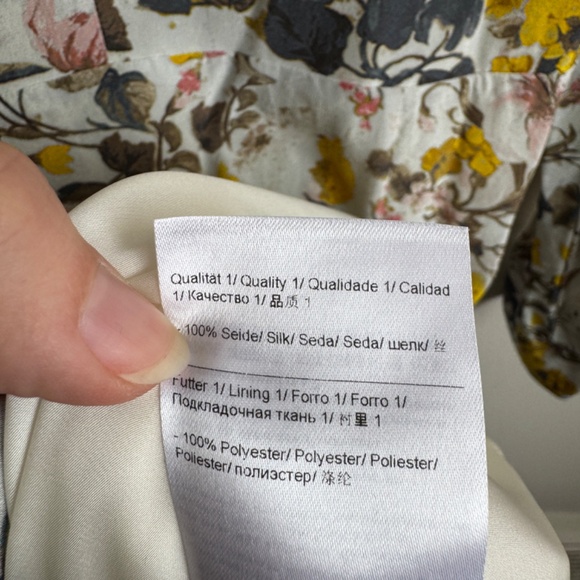 Qualität 1/ Quality 1/ Qualidade 1/ Calidad
1/ Качество 1/ 品质 1
- 100% Seide/ Silk/ Seda/ Seda/ шелк/ 丝
Futter 1/ Lining 1/ Forro 1/ Forro 1/
Подкладочная ткань 1/ 衬里 1
- 100% Polyester/ Polyester/ Poliester/
Poliester/ полиэстер/ 涤纶